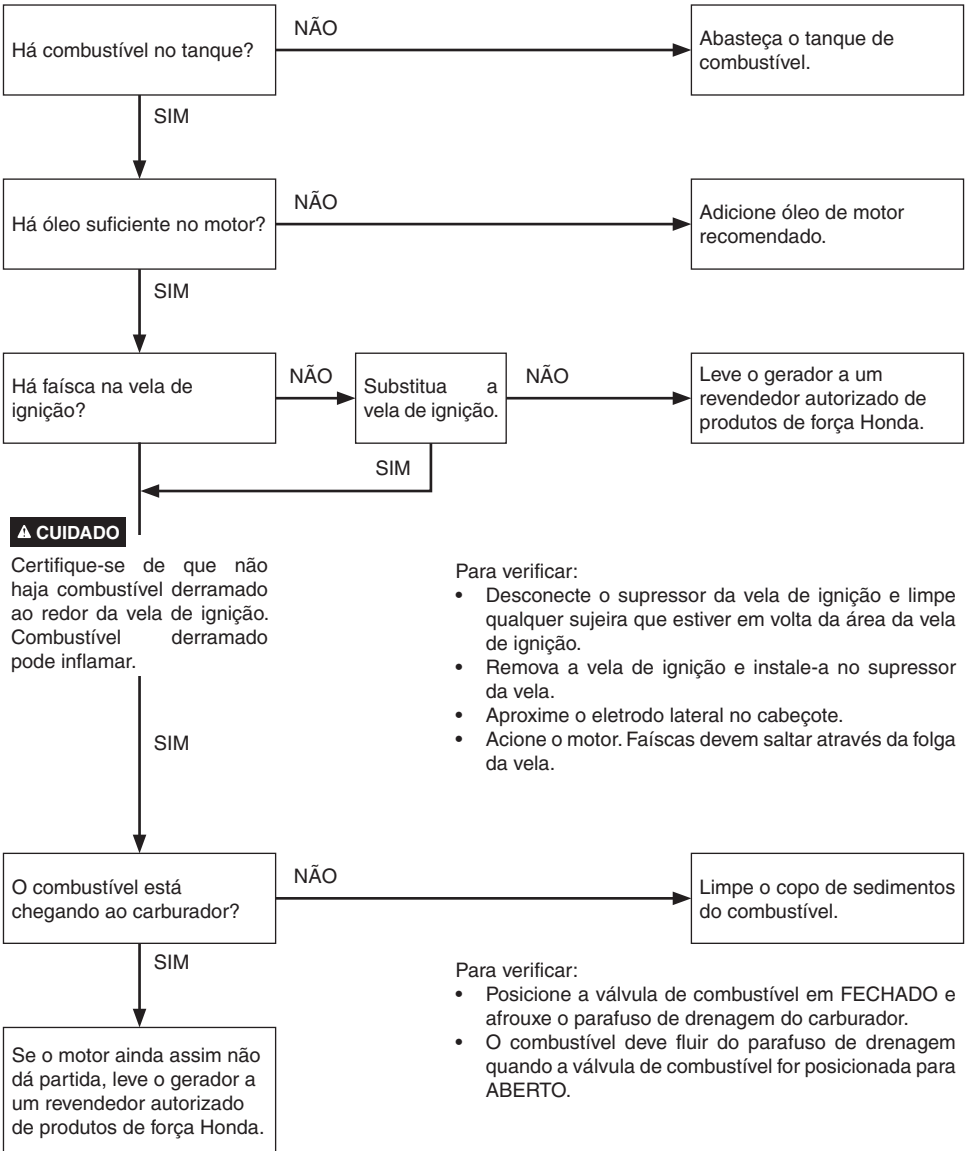 Há combustível no tanque?
NÃO
Abasteça o tanque de
combustível.
SIM
Há óleo suficiente no motor?
NÃO
Adicione óleo de motor
recomendado.
SIM
Há faísca na vela de
ignição?
NÃO
Substitua a
vela de ignição.
NÃO
Leve o gerador a um
revendedor autorizado de
produtos de força Honda.
SIM
CUIDADO
Certifique-se de que não
haja combustível derramado
ao redor da vela de ignição.
Combustível derramado
pode inflamar.
Para verificar:
• Desconecte o supressor da vela de ignição e limpe
qualquer sujeira que estiver em volta da área da vela
de ignição.
• Remova a vela de ignição e instale-a no supressor
da vela.
• Aproxime o eletrodo lateral no cabeçote.
• Acione o motor. Faíscas devem saltar através da folga
da vela.
SIM
O combustível está
chegando ao carburador?
NÃO
Limpe o copo de sedimentos
do combustível.
SIM
Para verificar:
• Posicione a válvula de combustível em FECHADO e
afrouxe o parafuso de drenagem do carburador.
• O combustível deve fluir do parafuso de drenagem
quando a válvula de combustível for posicionada para
ABERTO.
Se o motor ainda assim não
dá partida, leve o gerador a
um revendedor autorizado
de produtos de força Honda.